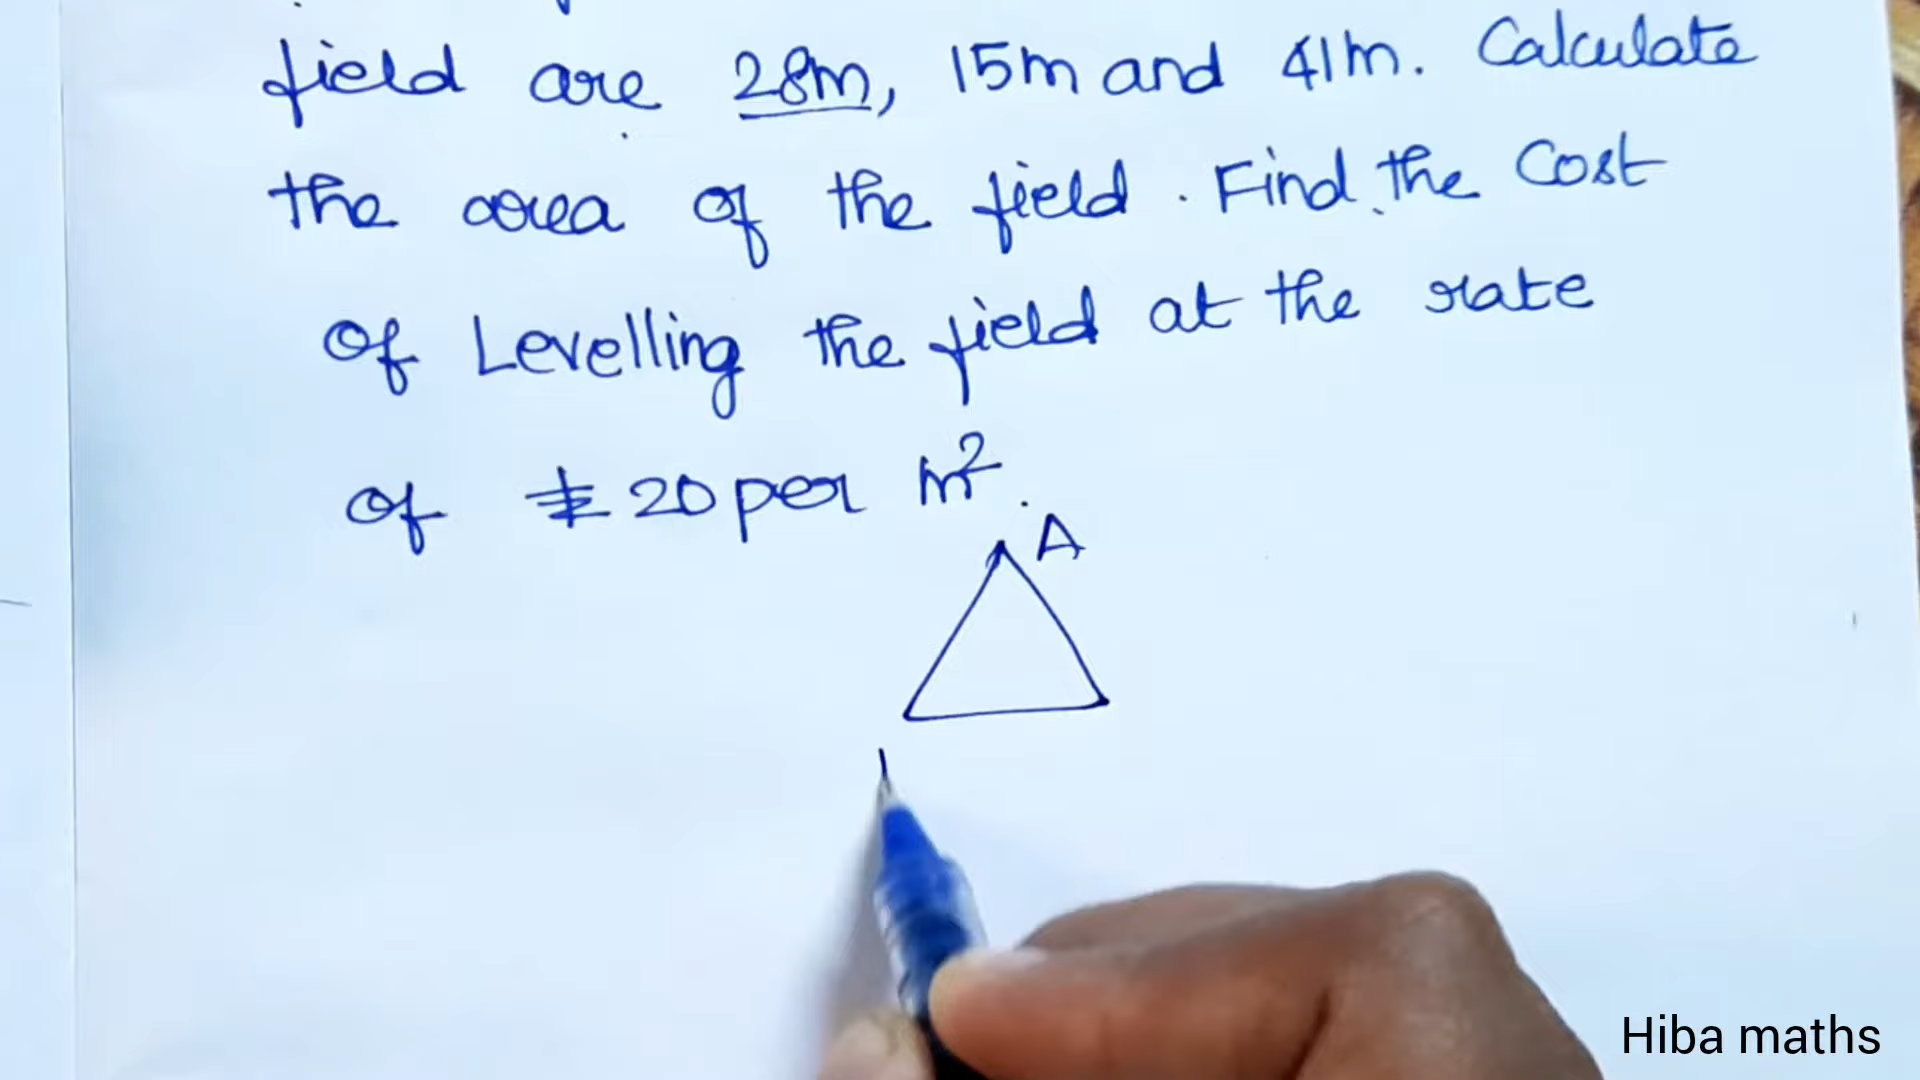 field are 28m, 15m and 41m. Calculate
the area of the field. Find the Cost
of Levelling the field at the rate
of ₹20 per m².
A
Hiba maths